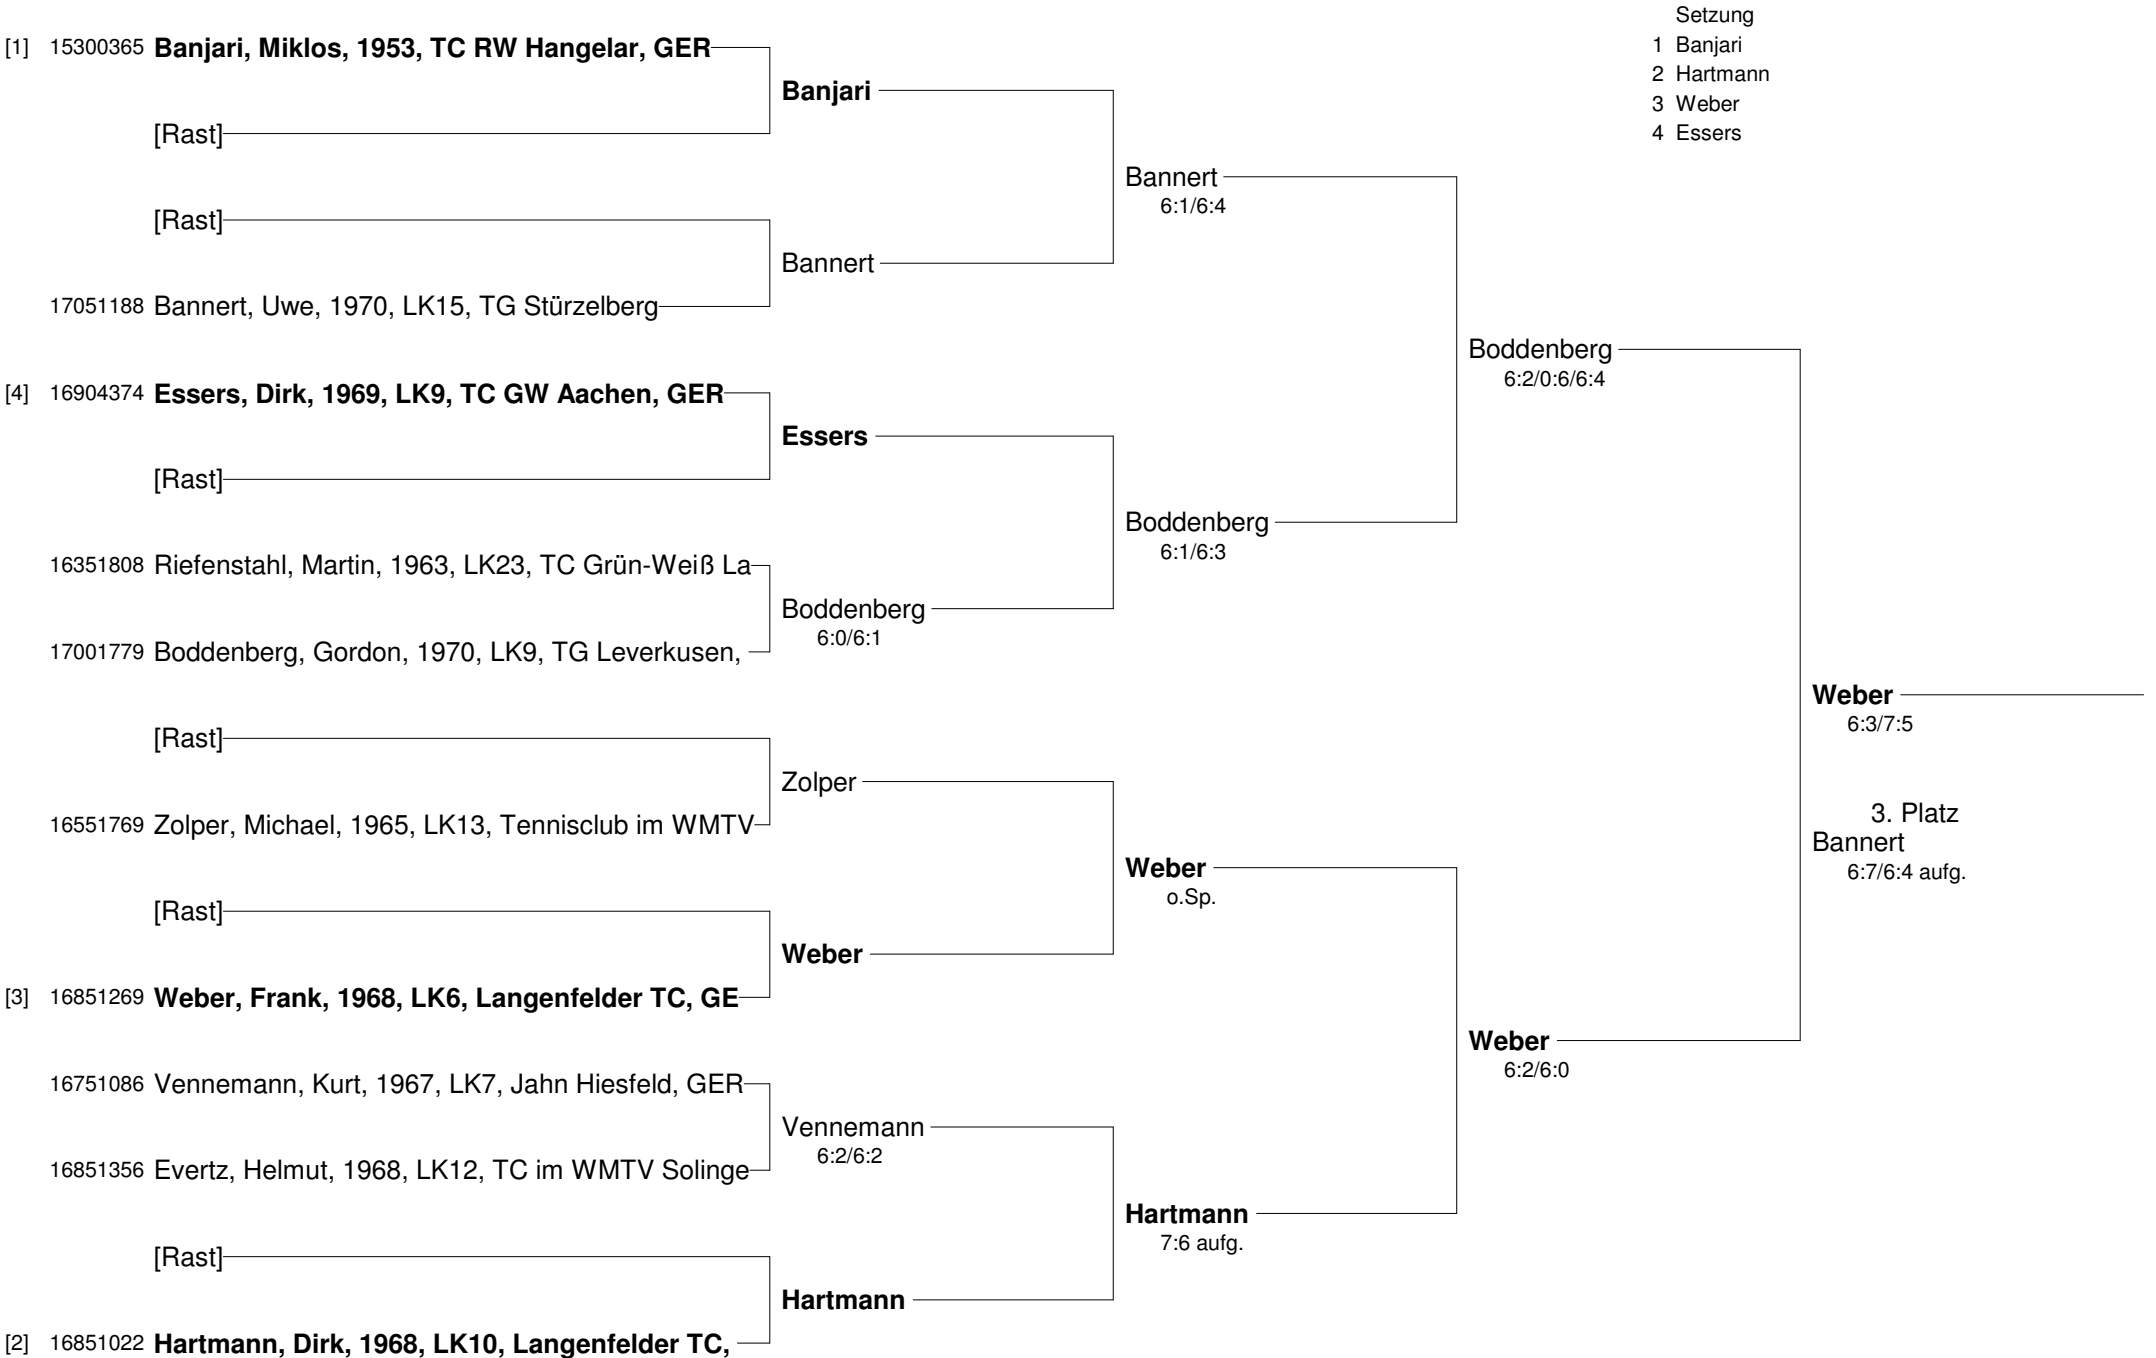 Setzung
1 Banjari
2 Hartmann
3 Weber
4 Essers
[1] 15300365 Banjari, Miklos, 1953, TC RW Hangelar, GER
Banjari
[Rast]
Bannert
6:1/6:4
[Rast]
Bannert
17051188 Bannert, Uwe, 1970, LK15, TG Stürzelberg
Boddenberg
6:2/0:6/6:4
[4] 16904374 Essers, Dirk, 1969, LK9, TC GW Aachen, GER
Essers
[Rast]
Boddenberg
6:1/6:3
16351808 Riefenstahl, Martin, 1963, LK23, TC Grün-Weiß La
Boddenberg
6:0/6:1
17001779 Boddenberg, Gordon, 1970, LK9, TG Leverkusen,
Weber
6:3/7:5
[Rast]
Zolper
3. Platz
Bannert
6:7/6:4 aufg.
16551769 Zolper, Michael, 1965, LK13, Tennisclub im WMTV
Weber
o.Sp.
[Rast]
Weber
[3] 16851269 Weber, Frank, 1968, LK6, Langenfelder TC, GE
Weber
6:2/6:0
16751086 Vennemann, Kurt, 1967, LK7, Jahn Hiesfeld, GER
Vennemann
6:2/6:2
16851356 Evertz, Helmut, 1968, LK12, TC im WMTV Solinge
Hartmann
7:6 aufg.
[Rast]
Hartmann
[2] 16851022 Hartmann, Dirk, 1968, LK10, Langenfelder TC,